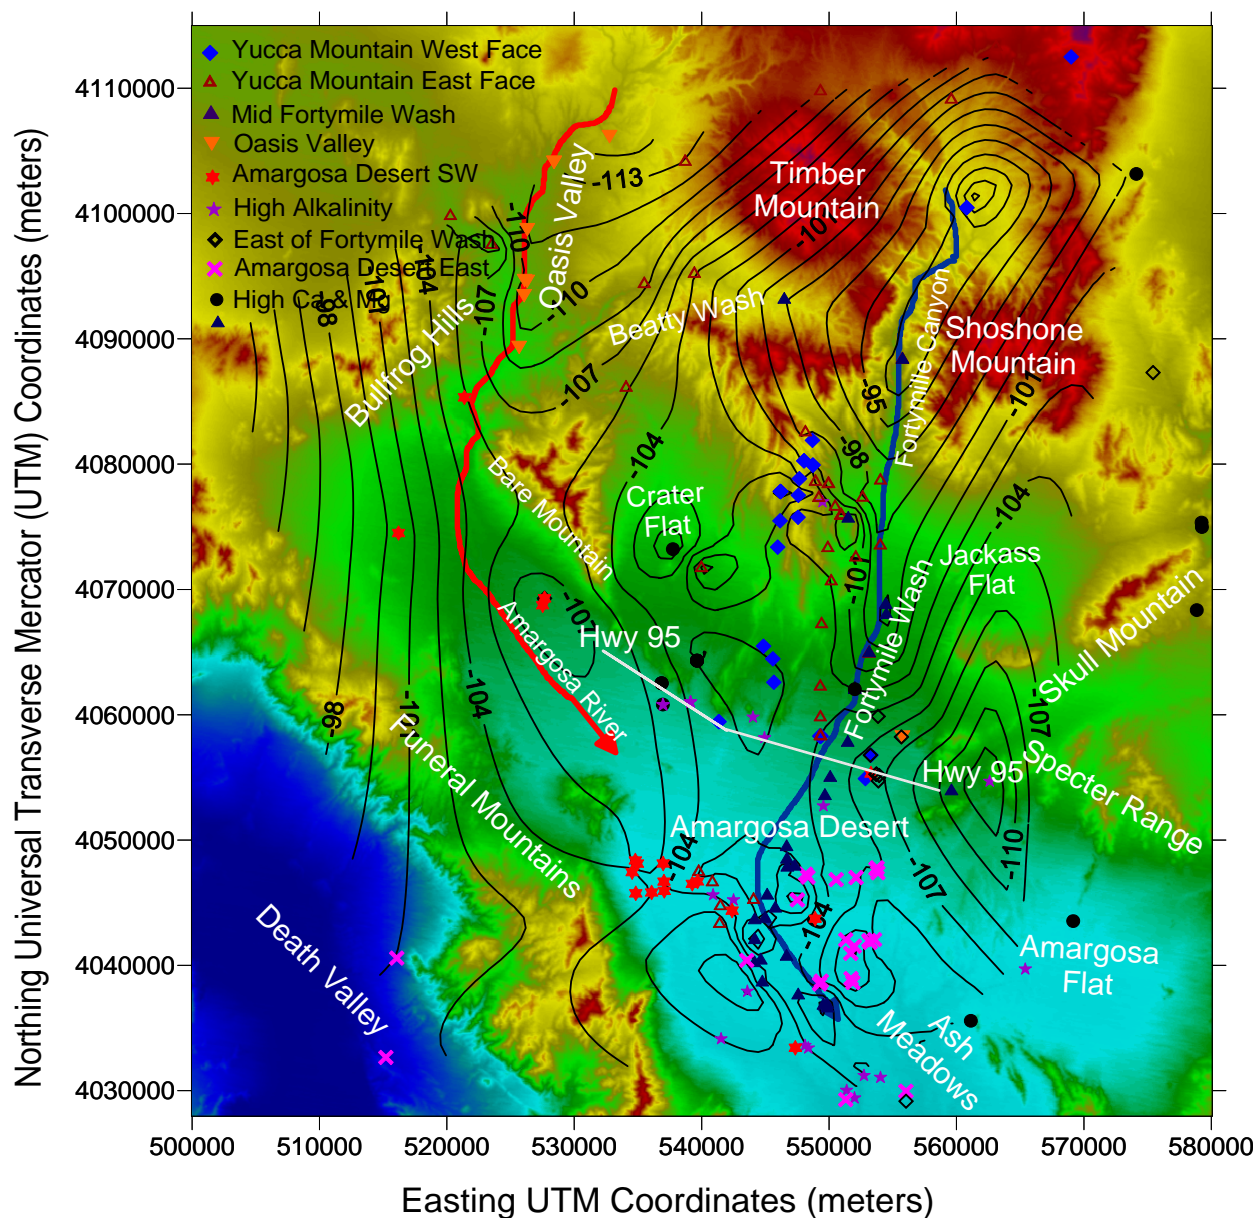 Yucca Mountain West Face
Yucca Mountain East Face
Mid Fortymile Wash
Oasis Valley
Amargosa Desert SW
High Alkalinity
East of Fortymile Wash
Amargosa Desert East
High Ca & Mg
4110000
4100000
4090000
4080000
4070000
4060000
4050000
4040000
4030000
500000
510000
520000
530000
540000
550000
560000
570000
580000
Northing Universal Transverse Mercator (UTM) Coordinates (meters)
Easting UTM Coordinates (meters)
Oasis Valley
Timber
Mountain
Beatty Wash
Bullfrog Hills
Fortymille Canyon
Shoshone
Mountain
Bare Mountain
Crater
Flat
Jackass
Flat
Skull Mountain
Amargosa River
Hwy 95
Fortymile Wash
Hwy 95
Specter Range
Funeral Mountains
Amargosa Desert
Death Valley
Amargosa
Flat
Ash
Meadows
-113
-110
-110
-107
-107
-104
-98
-101
-95
-98
-101
-104
-104
-101
-107
-104
-98
-107
-110
-107
-104
-104